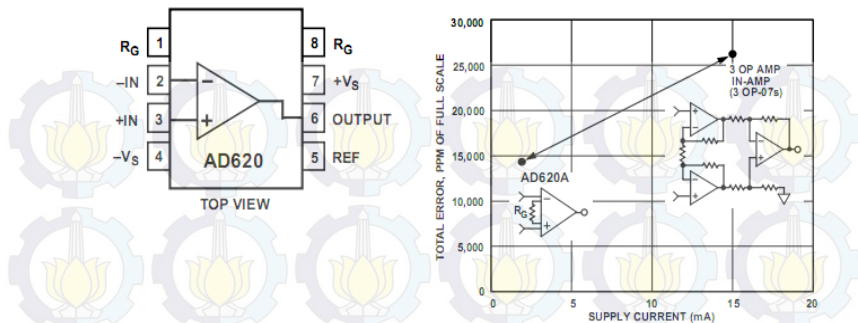 RG 1
8 RG
–IN 2
7 +VS
+IN 3
6 OUTPUT
–VS 4
5 REF
AD620
TOP VIEW
TOTAL ERROR, PPM OF FULL SCALE
30,000
25,000
20,000
15,000
10,000
5,000
0
0
5
10
15
20
SUPPLY CURRENT (mA)
3 OP AMP
IN-AMP
(3 OP-07s)
AD620A
RG